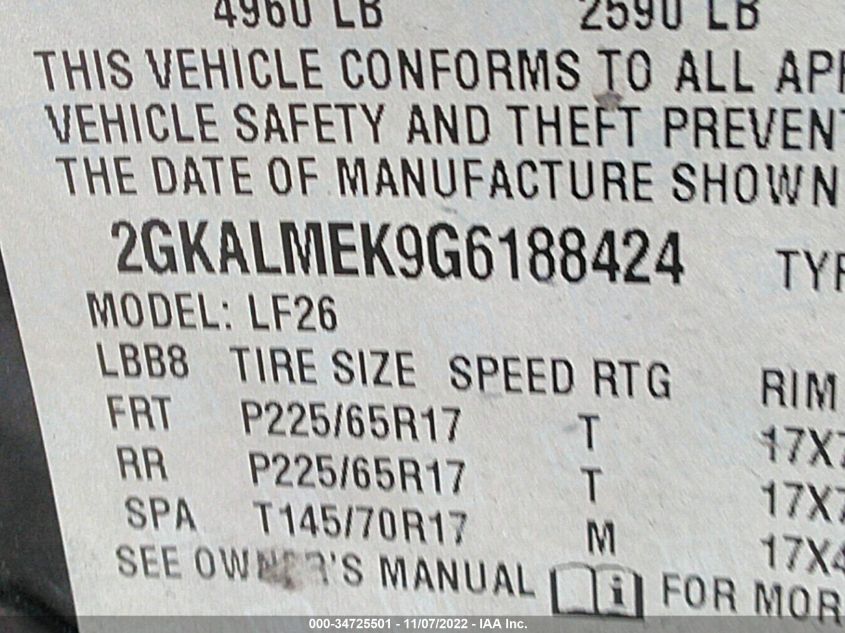 4960 LB 2590 LB
THIS VEHICLE CONFORMS TO ALL APP
VEHICLE SAFETY AND THEFT PREVENT
THE DATE OF MANUFACTURE SHOWN
2GKALMEK9G6188424 TYP
MODEL: LF26
LBB8 TIRE SIZE SPEED RTG RIM
FRT P225/65R17 T 17X7
RR P225/65R17 T 17X7
SPA T145/70R17 M 17X4
SEE OWNER'S MANUAL i FOR MOR
000-34725501 - 11/07/2022 - IAA Inc.